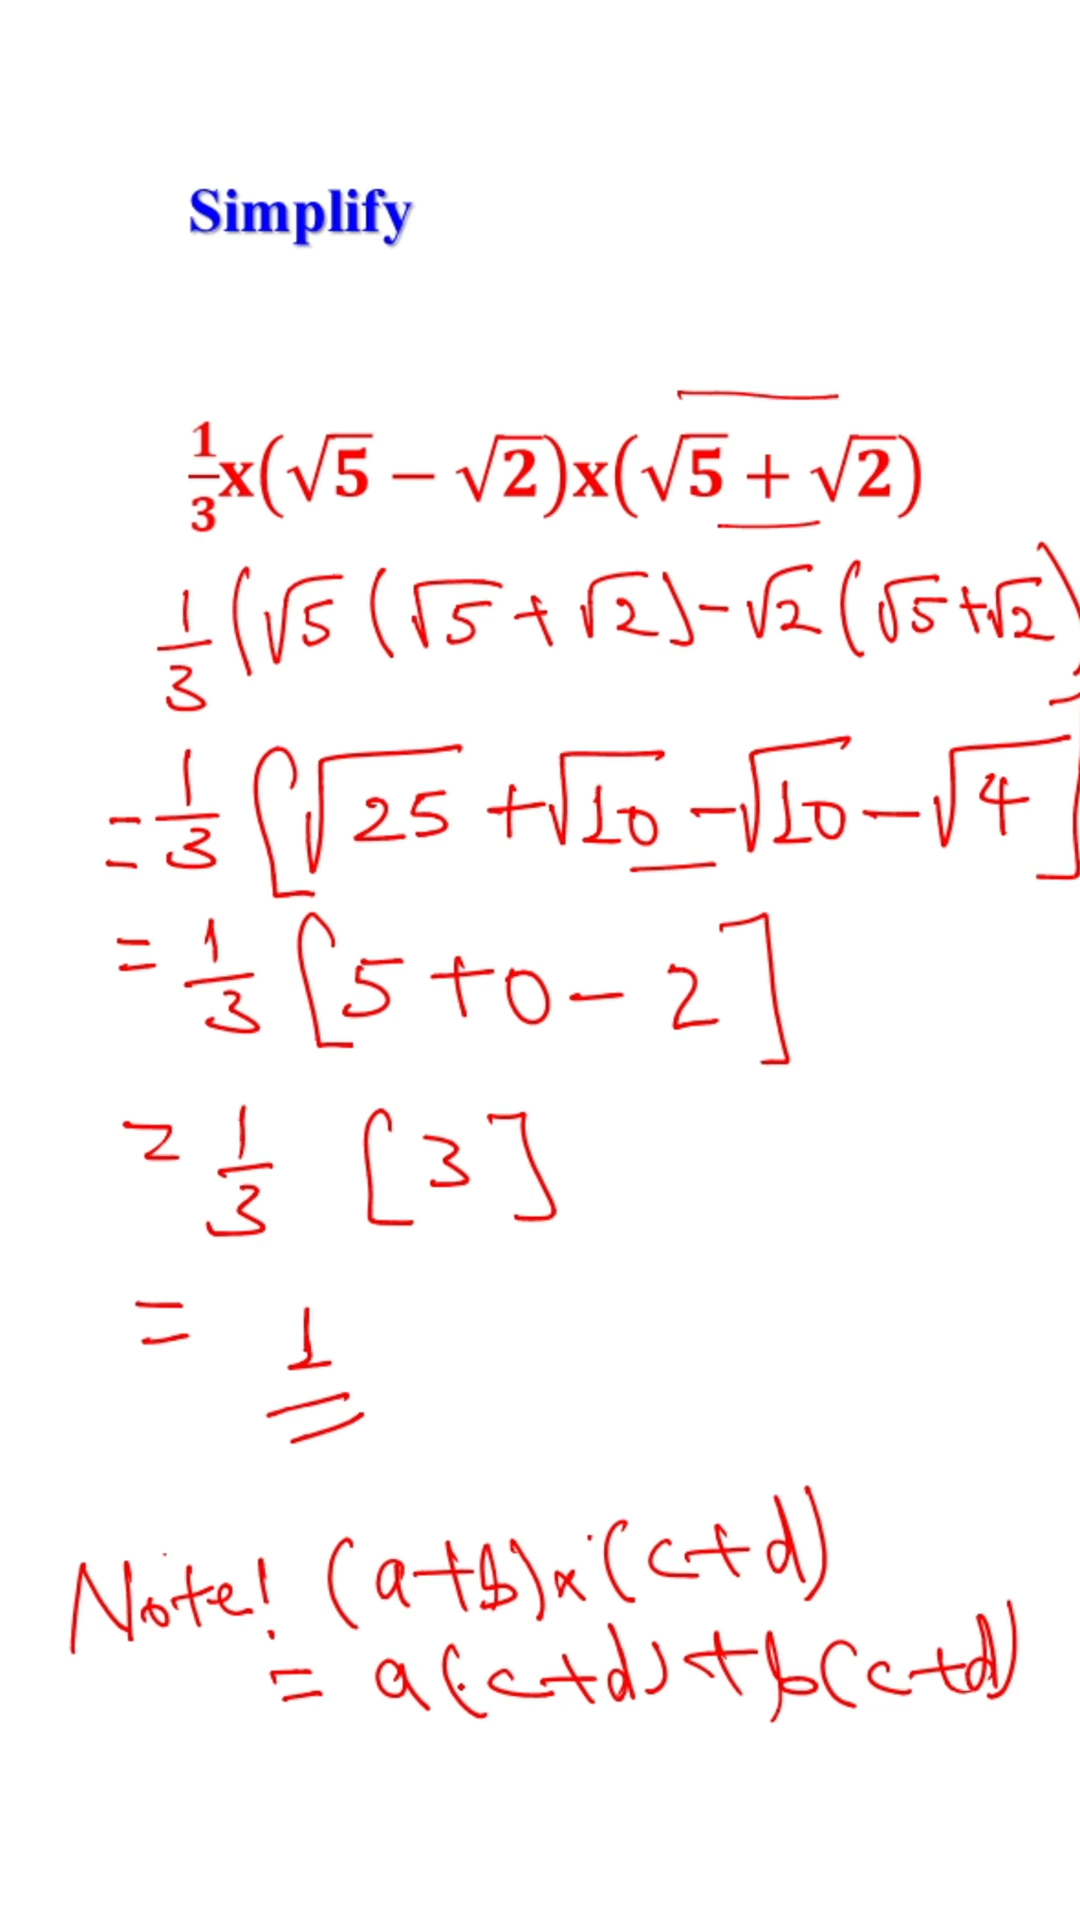 Simplify
1/3x(√5 − √2)x(√5 + √2)
1/3 (√5 (√5 + √2) - √2 (√5 + √2)
= 1/3 [√25 + √10 - √10 - √4]
= 1/3 [5 + 0 - 2]
= 1/3 [3]
= 1
Note! (a+b)x(c+d)
= a(c+d)+b(c+d)